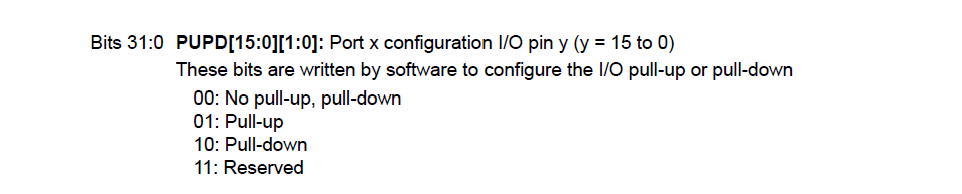 Bits 31:0 PUPD[15:0][1:0]: Port x configuration I/O pin y (y = 15 to 0)
These bits are written by software to configure the I/O pull-up or pull-down
00: No pull-up, pull-down
01: Pull-up
10: Pull-down
11: Reserved